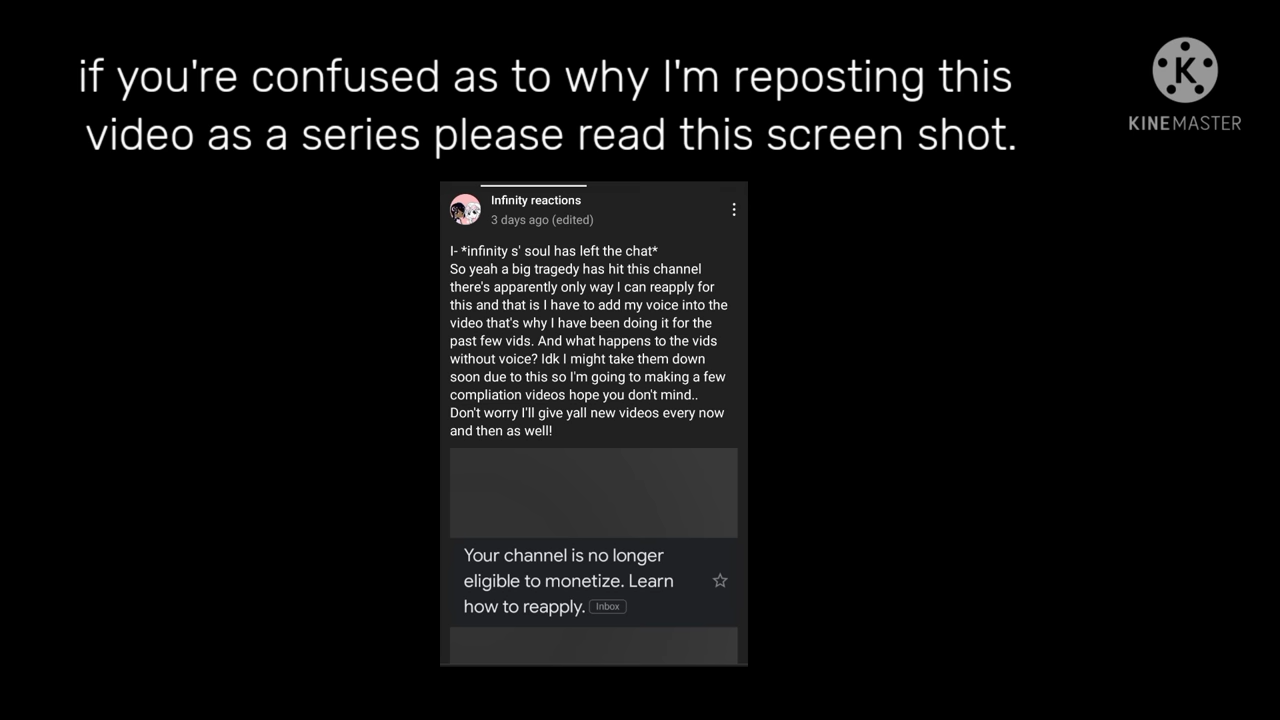 if you're confused as to why I'm reposting this
video as a series please read this screen shot.
KINEMASTER
Infinity reactions
3 days ago (edited)
I- *infinity s' soul has left the chat*
So yeah a big tragedy has hit this channel
there's apparently only way I can reapply for
this and that is I have to add my voice into the
video that's why I have been doing it for the
past few vids. And what happens to the vids
without voice? Idk I might take them down
soon due to this so I'm going to making a few
compliation videos hope you don't mind..
Don't worry I'll give yall new videos every now
and then as well!
Your channel is no longer
eligible to monetize. Learn
how to reapply. Inbox